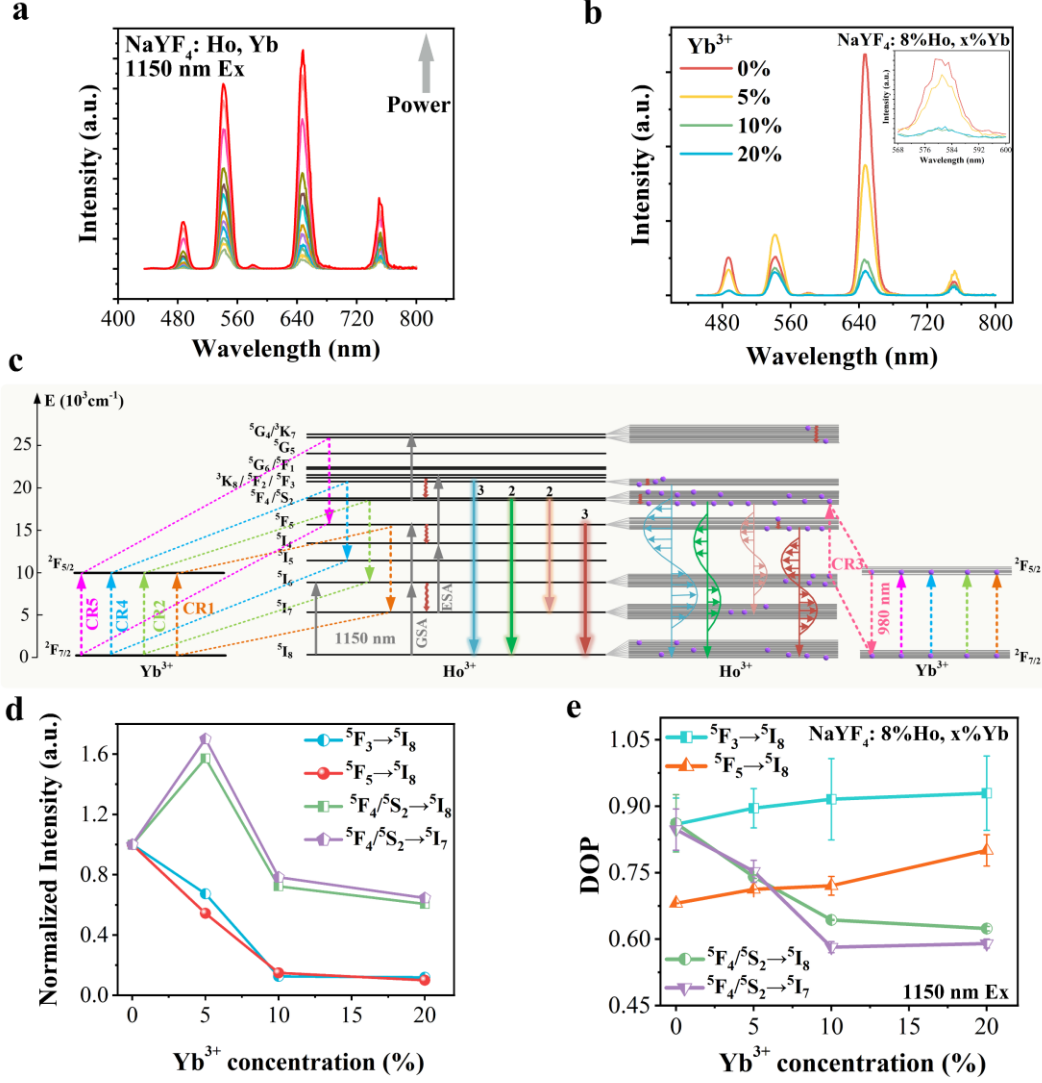 a
NaYF₄: Ho, Yb
1150 nm Ex
Power
Intensity (a.u.)
400 480 560 640 720 800
Wavelength (nm)
b
Yb³⁺
0%
5%
10%
20%
NaYF₄: 8%Ho, x%Yb
Intensity (a.u.)
568 576 584 592 600
Wavelength (nm)
Intensity (a.u.)
480 560 640 720 800
Wavelength (nm)
c
E (10³cm⁻¹)
25
20
15
10
5
0
²F₅/₂
²F₇/₂
CR5
CR4
CR2
CR1
Yb³⁺
⁵G₄/³K₇
⁵G₅
⁵G₆/⁵F₁
³K₈/⁵F₂/⁵F₃
⁵F₄/⁵S₂
⁵F₅
⁵I₄
⁵I₅
⁵I₆
⁵I₇
⁵I₈
1150 nm
GSA
ESA
3
2
2
3
Ho³⁺
Ho³⁺
CR3
980 nm
²F₅/₂
²F₇/₂
Yb³⁺
d
Normalized Intensity (a.u.)
1.6
1.2
0.8
0.4
0.0
⁵F₃→⁵I₈
⁵F₅→⁵I₈
⁵F₄/⁵S₂→⁵I₈
⁵F₄/⁵S₂→⁵I₇
0 5 10 15 20
Yb³⁺ concentration (%)
e
DOP
1.05
0.90
0.75
0.60
0.45
⁵F₃→⁵I₈
⁵F₅→⁵I₈
NaYF₄: 8%Ho, x%Yb
⁵F₄/⁵S₂→⁵I₈
⁵F₄/⁵S₂→⁵I₇
1150 nm Ex
0 5 10 15 20
Yb³⁺ concentration (%)